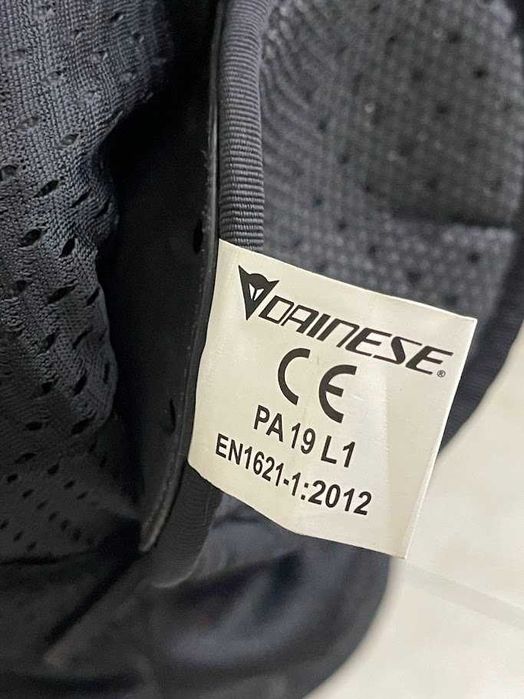 DAINESE®
CE
PA 19 L1
EN1621-1:2012